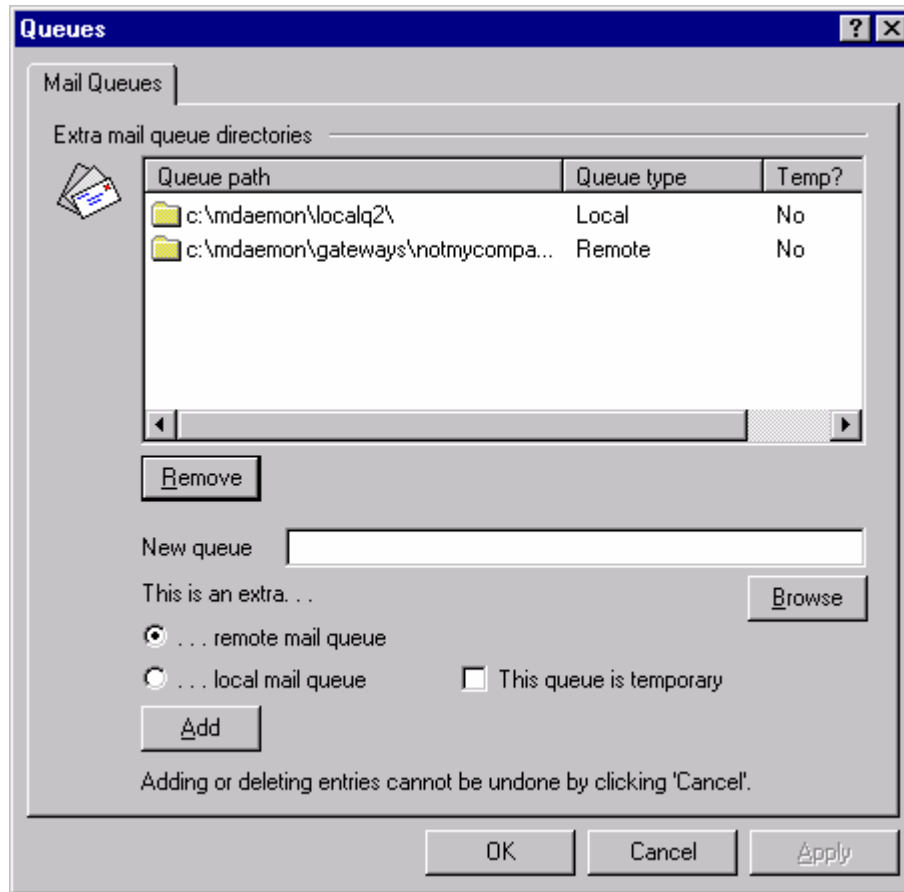 Queues
Mail Queues
Extra mail queue directories
Queue path Queue type Temp?
c:\mdaemon\localq2\ Local No
c:\mdaemon\gateways\notmycompa... Remote No
Remove
New queue
This is an extra. . .
Browse
. . . remote mail queue
. . . local mail queue This queue is temporary
Add
Adding or deleting entries cannot be undone by clicking 'Cancel'.
OK Cancel Apply